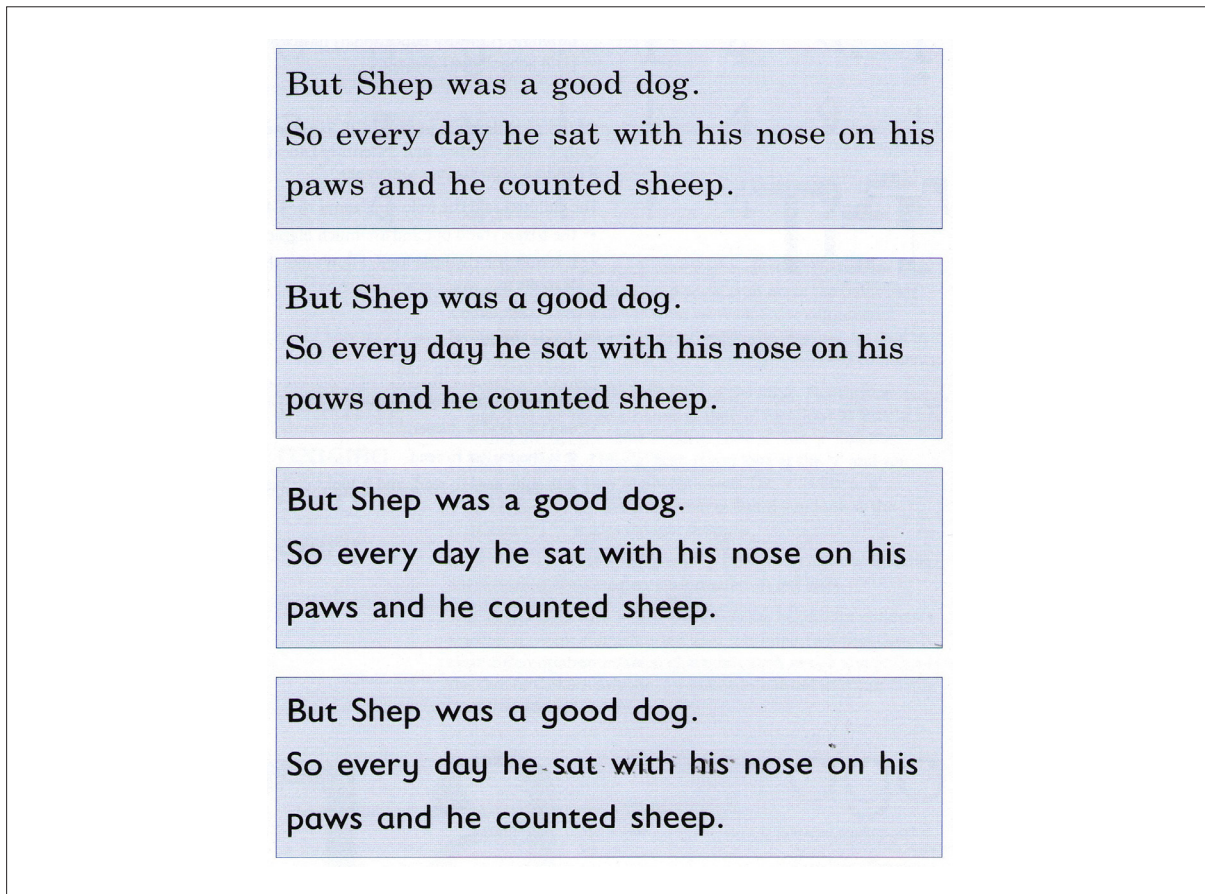 But Shep was a good dog.
So every day he sat with his nose on his
paws and he counted sheep.
But Shep was a good dog.
So every day he sat with his nose on his
paws and he counted sheep.
But Shep was a good dog.
So every day he sat with his nose on his
paws and he counted sheep.
But Shep was a good dog.
So every day he sat with his nose on his
paws and he counted sheep.